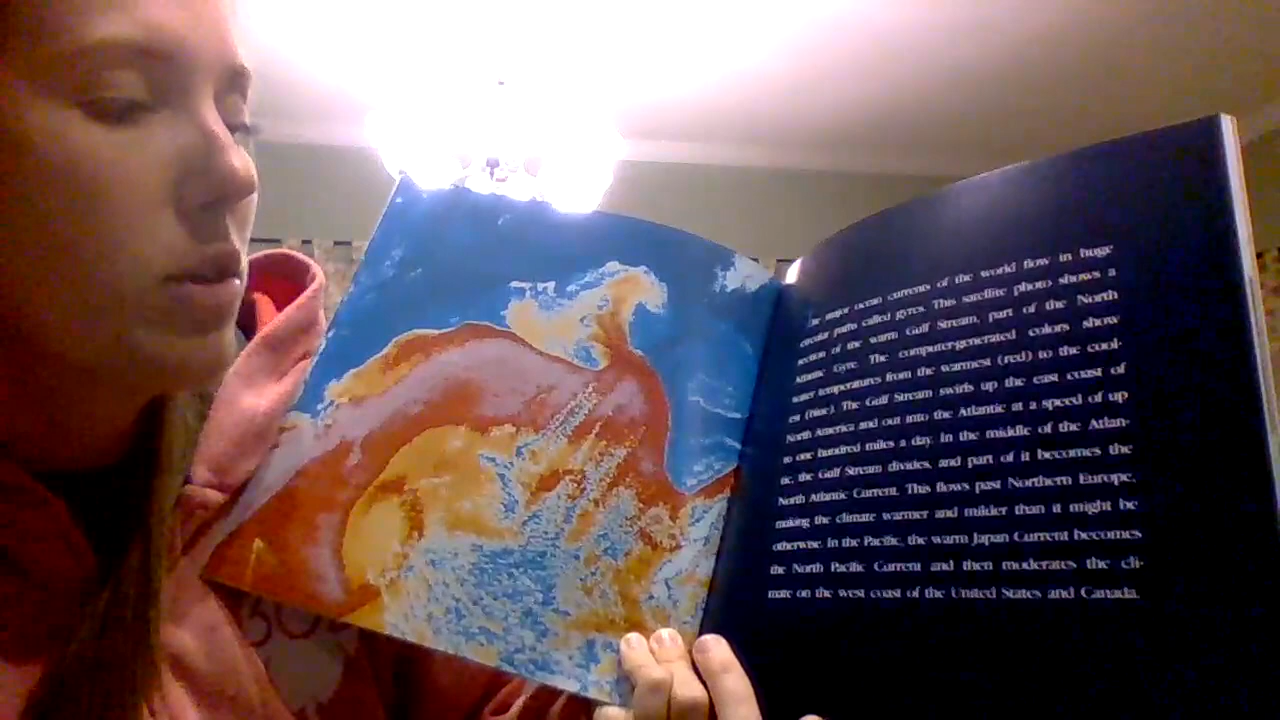 The major ocean currents of the world flow in huge
circular paths called gyres. This satellite photo shows a
section of the warm Gulf Stream, part of the North
Atlantic Gyre. The computer-generated colors show
water temperatures from the warmest (red) to the cool-
est (blue). The Gulf Stream swirls up the east coast of
North America and out into the Atlantic at a speed of up
to one hundred miles a day. In the middle of the Atlan-
tic, the Gulf Stream divides, and part of it becomes the
North Atlantic Current. This flows past Northern Europe,
making the climate warmer and milder than it might be
otherwise. In the Pacific, the warm Japan Current becomes
the North Pacific Current and then moderates the cli-
mate on the west coast of the United States and Canada.